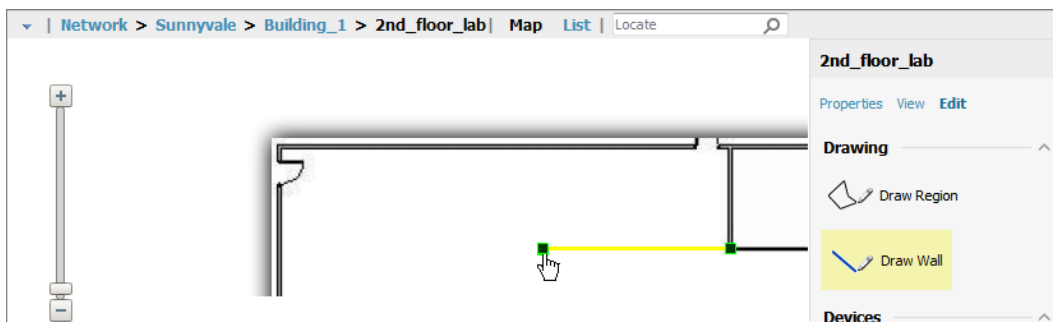 | Network > Sunnyvale > Building_1 > 2nd_floor_lab| Map List | Locate
2nd_floor_lab
Properties View Edit
Drawing
Draw Region
Draw Wall
Devices